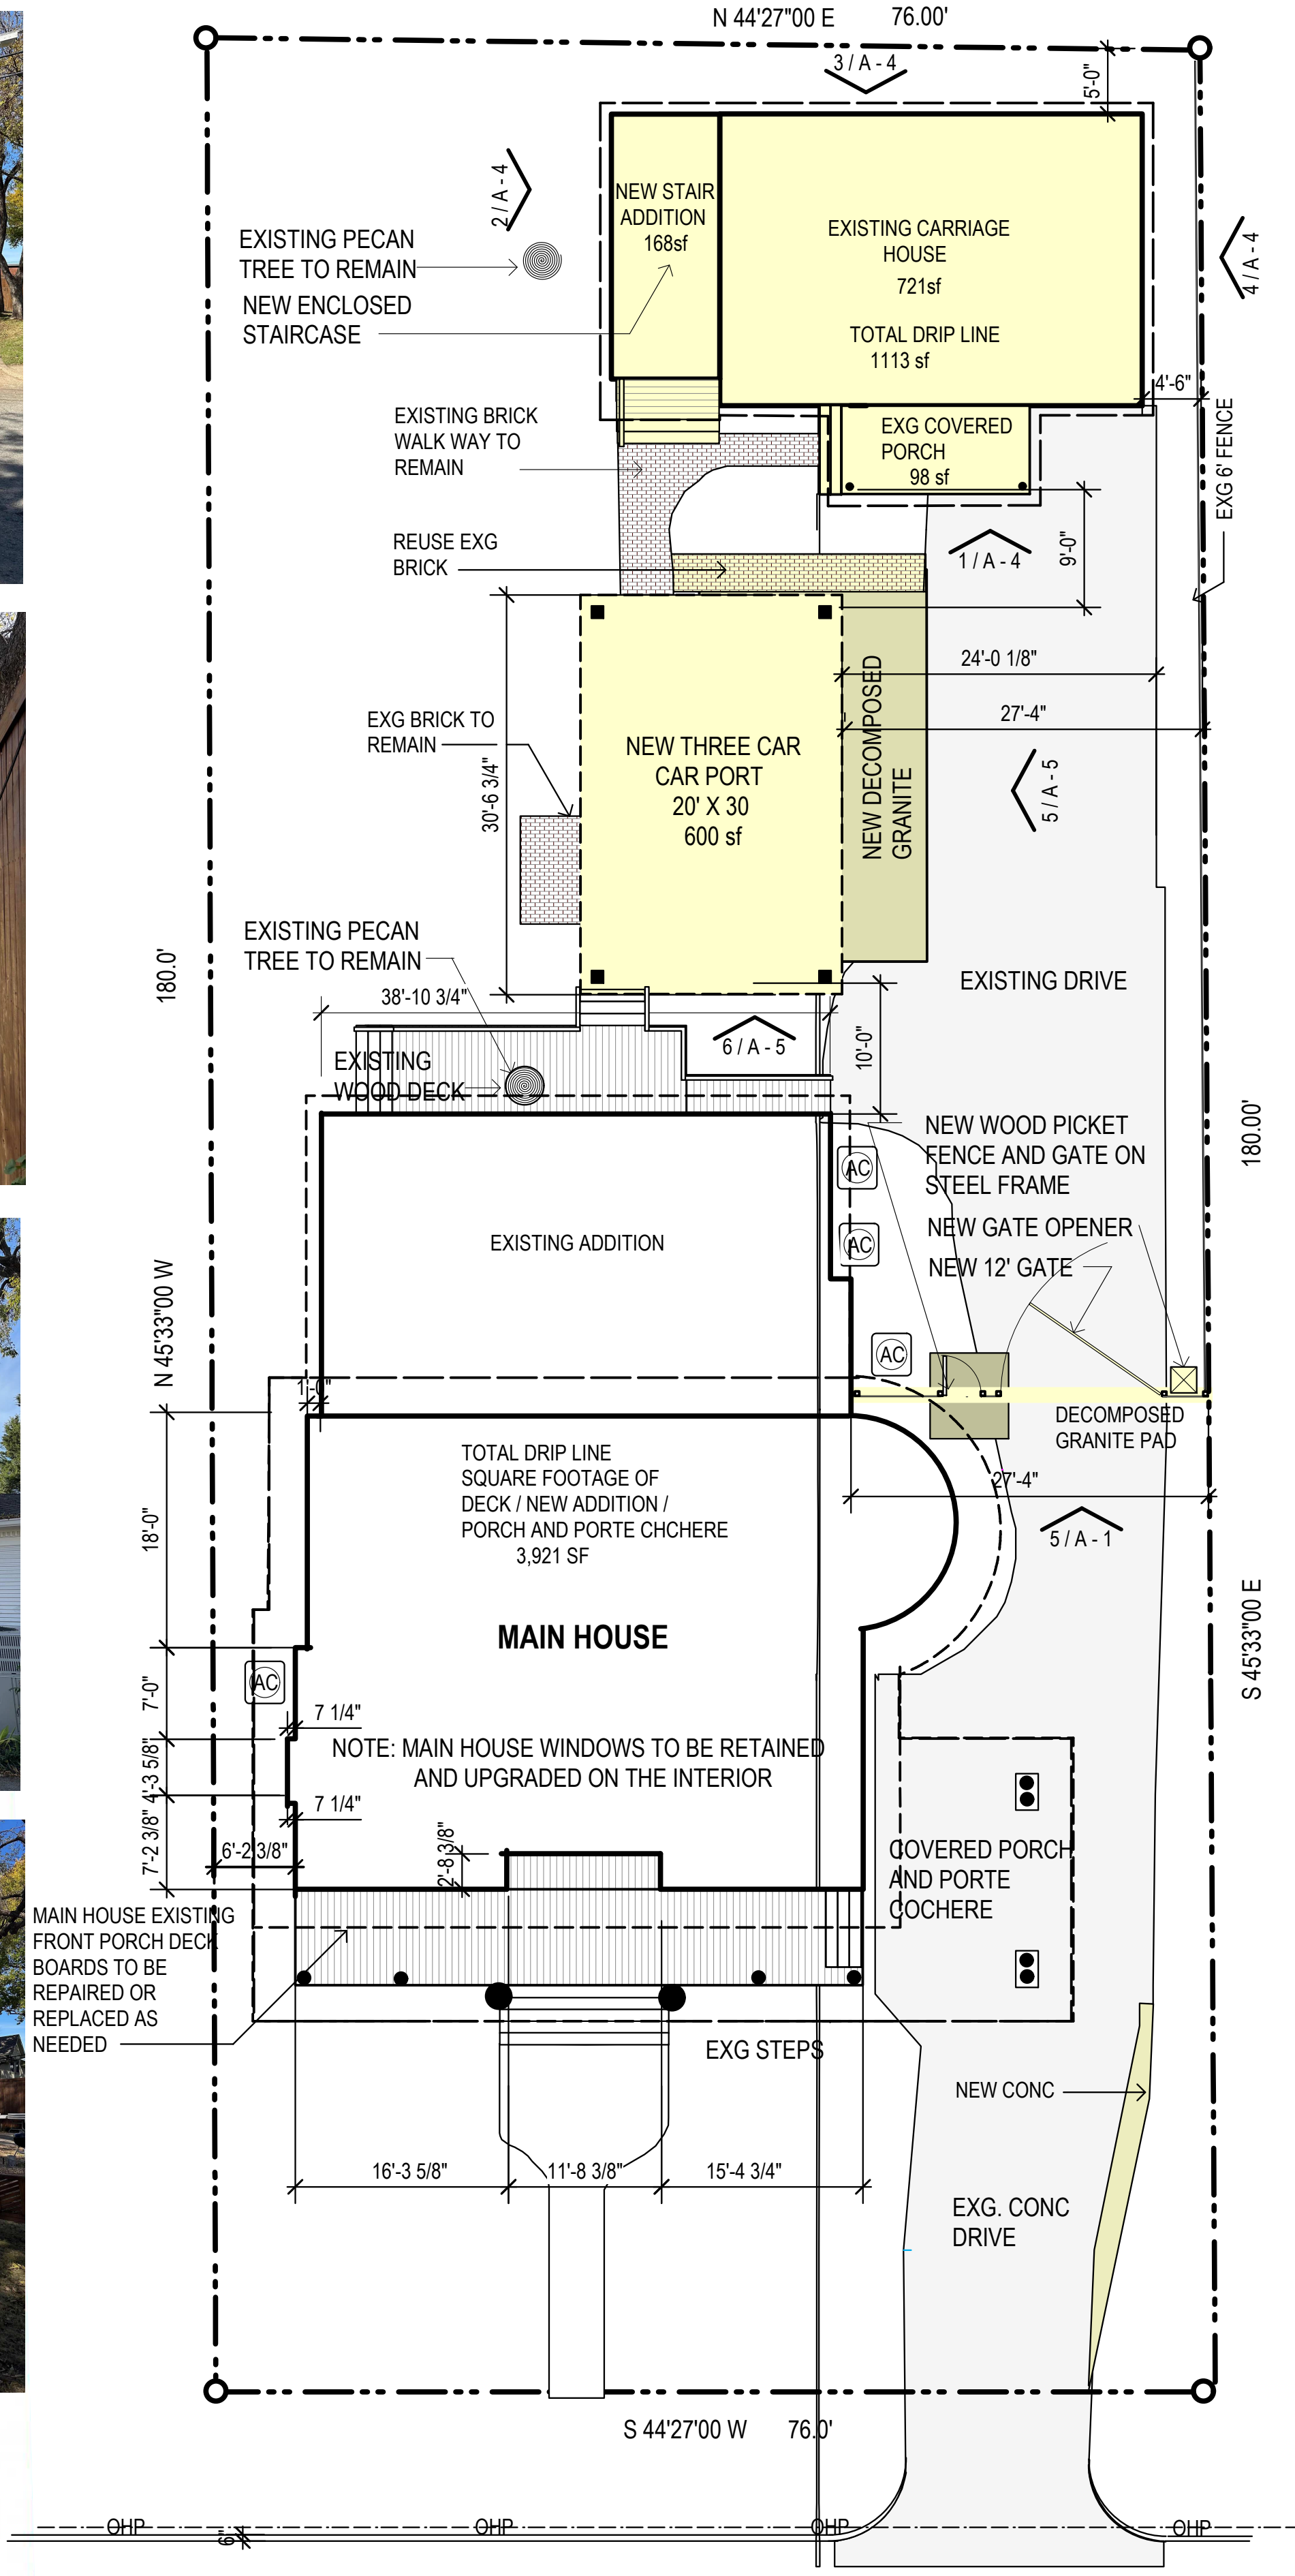 N 44'27"00 E 76.00'
3 / A - 4
5'-0"
2 / A - 4
NEW STAIR
ADDITION
168sf
EXISTING CARRIAGE
HOUSE
721sf
TOTAL DRIP LINE
1113 sf
4 / A - 4
EXISTING PECAN
TREE TO REMAIN
NEW ENCLOSED
STAIRCASE
4'-6"
EXISTING BRICK
WALK WAY TO
REMAIN
EXG COVERED
PORCH
98 sf
EXG 6' FENCE
REUSE EXG
BRICK
1 / A - 4
9'-0"
24'-0 1/8"
27'-4"
EXG BRICK TO
REMAIN
30'-6 3/4"
NEW THREE CAR
CAR PORT
20' X 30
600 sf
NEW DECOMPOSED
GRANITE
5 / A - 5
180.0'
EXISTING PECAN
TREE TO REMAIN
38'-10 3/4"
EXISTING DRIVE
6 / A - 5
10'-0"
EXISTING
WOOD DECK
NEW WOOD PICKET
FENCE AND GATE ON
STEEL FRAME
180.00'
AC
NEW GATE OPENER
EXISTING ADDITION
AC
NEW 12' GATE
N 45'33"00 W
AC
1'-0"
DECOMPOSED
GRANITE PAD
TOTAL DRIP LINE
SQUARE FOOTAGE OF
DECK / NEW ADDITION /
PORCH AND PORTE CHCHERE
3,921 SF
27'-4"
18'-0"
5 / A - 1
MAIN HOUSE
S 45'33"00 E
AC
7'-0"
7 1/4"
NOTE: MAIN HOUSE WINDOWS TO BE RETAINED
AND UPGRADED ON THE INTERIOR
4'-3 5/8"
7 1/4"
7'-2 3/8"
6'-2 3/8"
2'-8 3/8"
COVERED PORCH
AND PORTE
COCHERE
MAIN HOUSE EXISTING
FRONT PORCH DECK
BOARDS TO BE
REPAIRED OR
REPLACED AS
NEEDED
EXG STEPS
NEW CONC
16'-3 5/8"
11'-8 3/8"
15'-4 3/4"
EXG. CONC
DRIVE
S 44'27'00 W 76.0'
OHP
OHP
OHP
OHP
6"